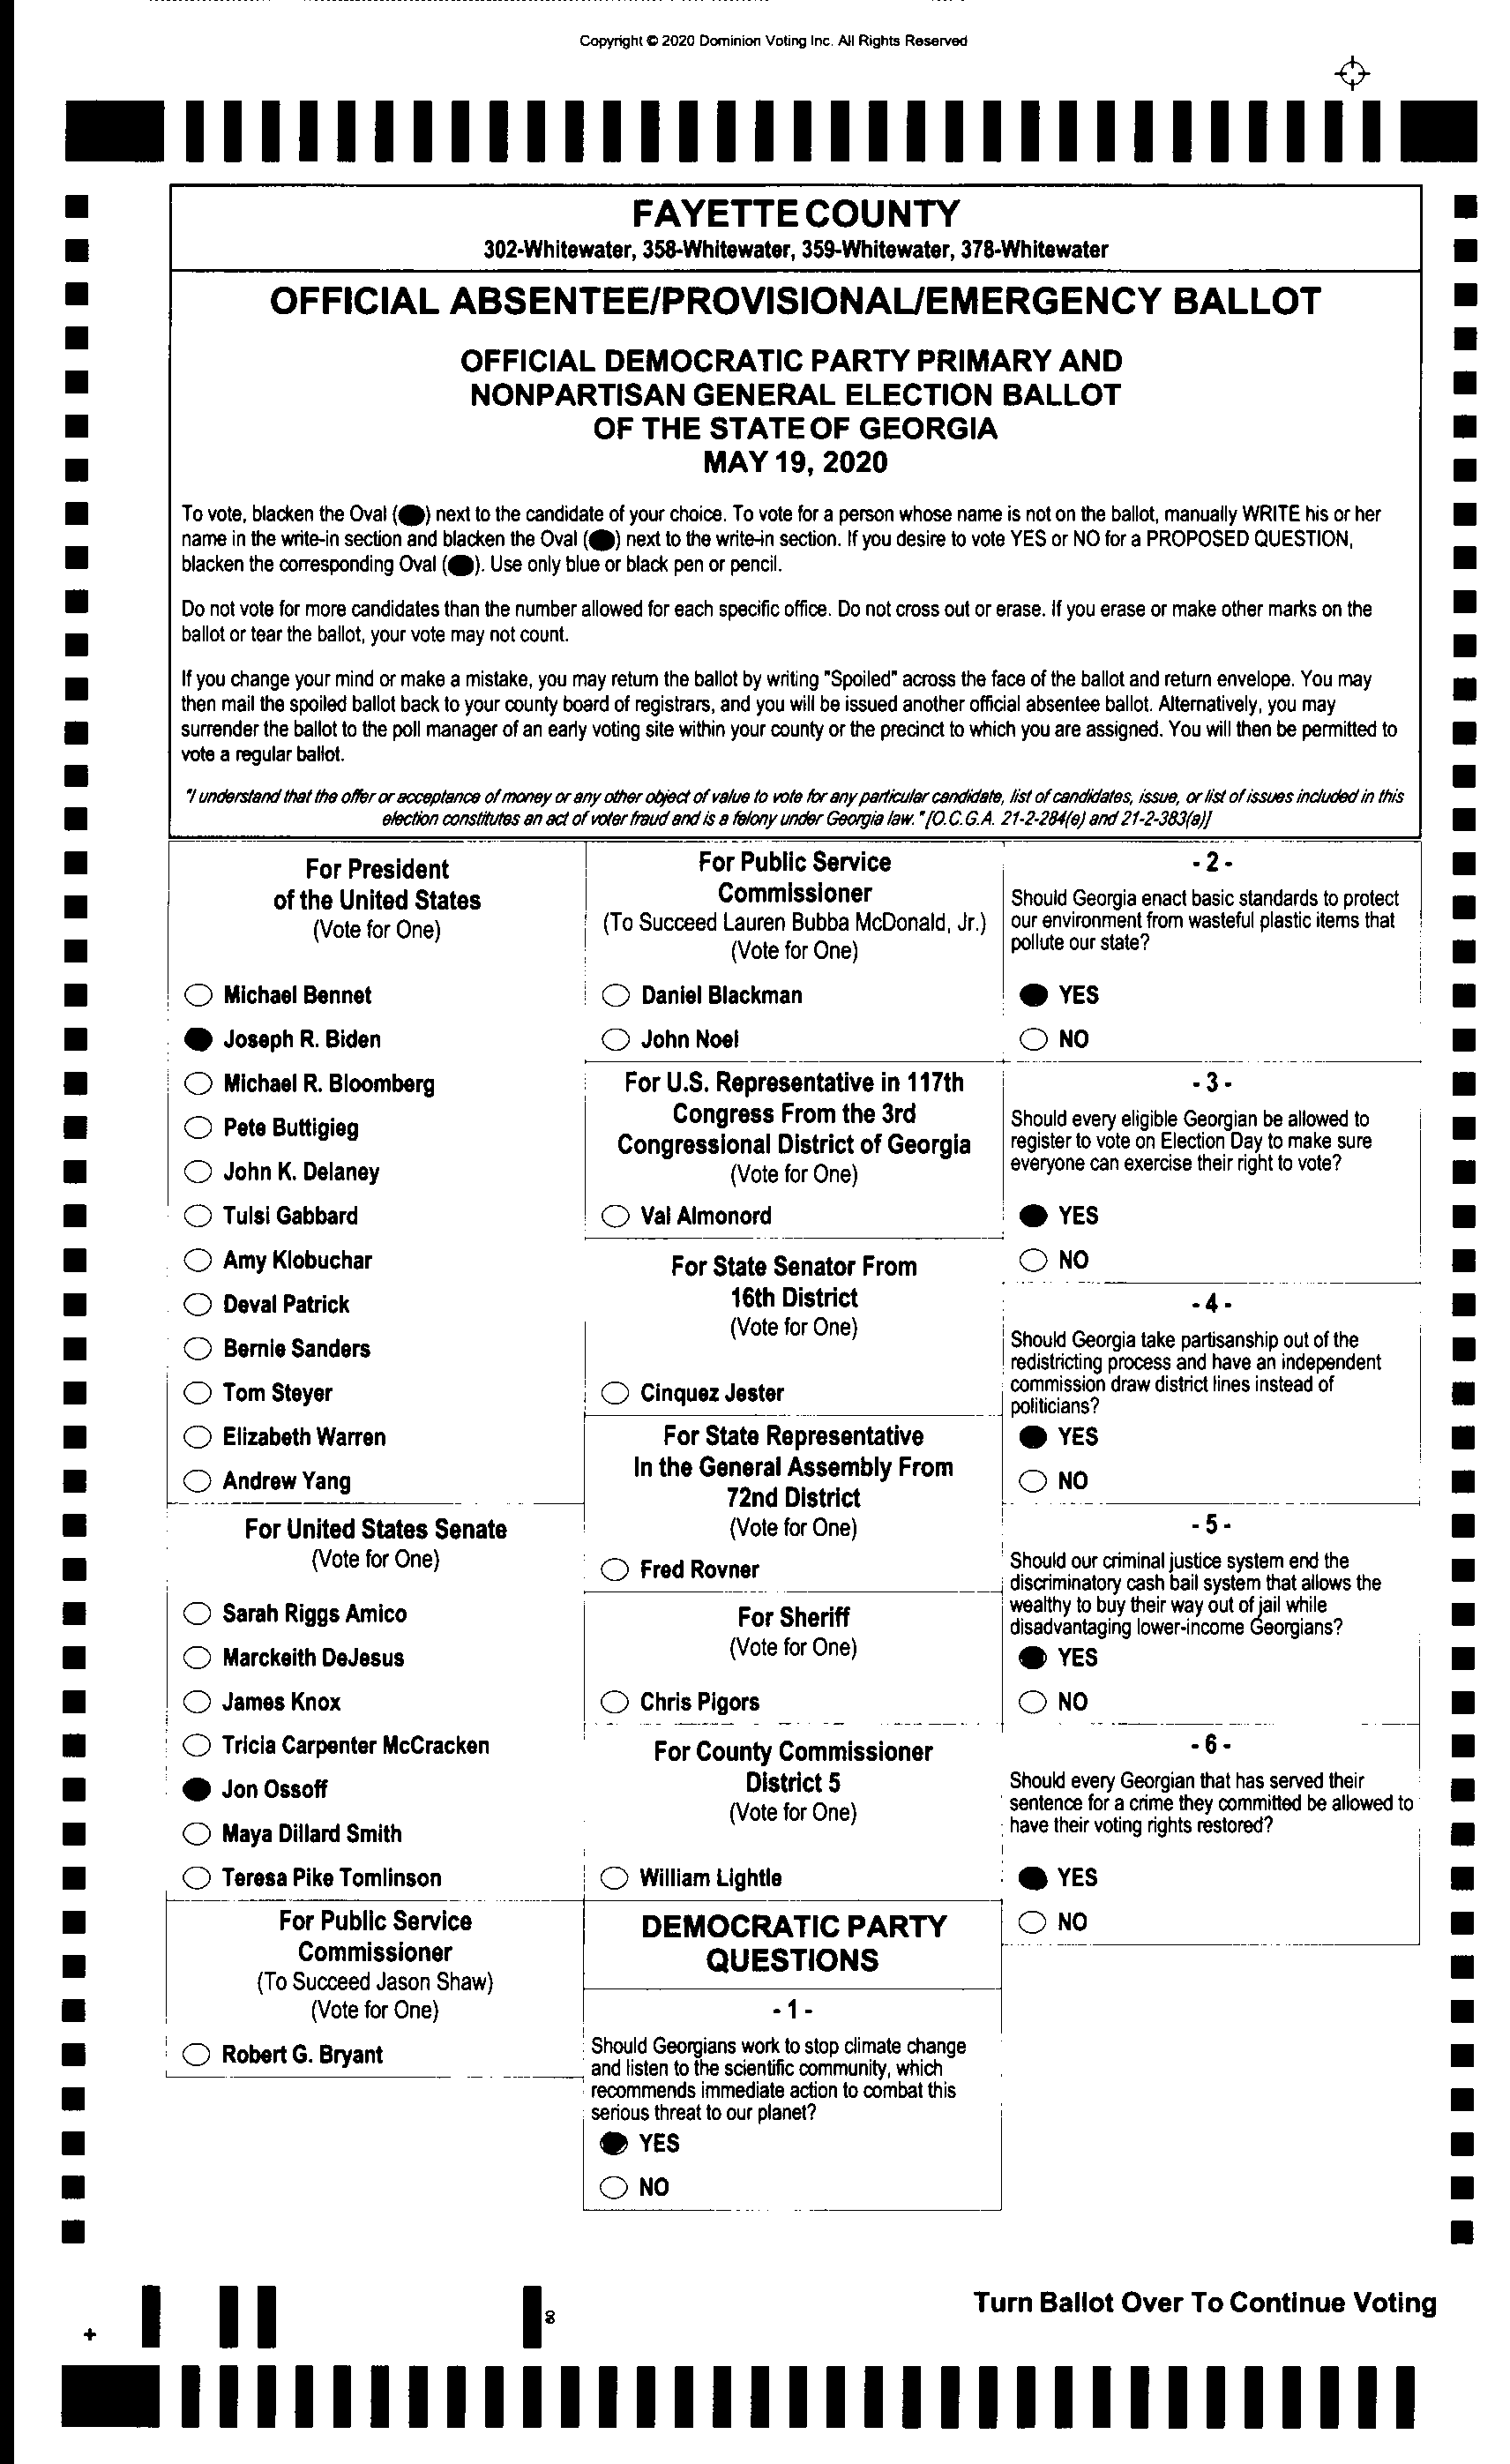 Copyright © 2020 Dominion Voting Inc. All Rights Reserved
FAYETTE COUNTY
302-Whitewater, 358-Whitewater, 359-Whitewater, 378-Whitewater
OFFICIAL ABSENTEE/PROVISIONAL/EMERGENCY BALLOT
OFFICIAL DEMOCRATIC PARTY PRIMARY AND
NONPARTISAN GENERAL ELECTION BALLOT
OF THE STATE OF GEORGIA
MAY 19, 2020
To vote, blacken the Oval ( ) next to the candidate of your choice. To vote for a person whose name is not on the ballot, manually WRITE his or her
name in the write-in section and blacken the Oval ( ) next to the write-in section. If you desire to vote YES or NO for a PROPOSED QUESTION,
blacken the corresponding Oval ( ). Use only blue or black pen or pencil.
Do not vote for more candidates than the number allowed for each specific office. Do not cross out or erase. If you erase or make other marks on the
ballot or tear the ballot, your vote may not count.
If you change your mind or make a mistake, you may return the ballot by writing "Spoiled" across the face of the ballot and return envelope. You may
then mail the spoiled ballot back to your county board of registrars, and you will be issued another official absentee ballot. Alternatively, you may
surrender the ballot to the poll manager of an early voting site within your county or the precinct to which you are assigned. You will then be permitted to
vote a regular ballot.
"I understand that the offer or acceptance of money or any other object of value to vote for any particular candidate, list of candidates, issue, or list of issues included in this
election constitutes an act of voter fraud and is a felony under Georgia law." [O.C.G.A. 21-2-284(e) and 21-2-383(a)]
For President
of the United States
(Vote for One)
Michael Bennet
Joseph R. Biden
Michael R. Bloomberg
Pete Buttigieg
John K. Delaney
Tulsi Gabbard
Amy Klobuchar
Deval Patrick
Bernie Sanders
Tom Steyer
Elizabeth Warren
Andrew Yang
For United States Senate
(Vote for One)
Sarah Riggs Amico
Marckeith DeJesus
James Knox
Tricia Carpenter McCracken
Jon Ossoff
Maya Dillard Smith
Teresa Pike Tomlinson
For Public Service
Commissioner
(To Succeed Jason Shaw)
(Vote for One)
Robert G. Bryant
For Public Service
Commissioner
(To Succeed Lauren Bubba McDonald, Jr.)
(Vote for One)
Daniel Blackman
John Noel
For U.S. Representative in 117th
Congress From the 3rd
Congressional District of Georgia
(Vote for One)
Val Almonord
For State Senator From
16th District
(Vote for One)
Cinquez Jester
For State Representative
In the General Assembly From
72nd District
(Vote for One)
Fred Rovner
For Sheriff
(Vote for One)
Chris Pigors
For County Commissioner
District 5
(Vote for One)
William Lightle
DEMOCRATIC PARTY
QUESTIONS
- 1 -
Should Georgians work to stop climate change
and listen to the scientific community, which
recommends immediate action to combat this
serious threat to our planet?
YES
NO
- 2 -
Should Georgia enact basic standards to protect
our environment from wasteful plastic items that
pollute our state?
YES
NO
- 3 -
Should every eligible Georgian be allowed to
register to vote on Election Day to make sure
everyone can exercise their right to vote?
YES
NO
- 4 -
Should Georgia take partisanship out of the
redistricting process and have an independent
commission draw district lines instead of
politicians?
YES
NO
- 5 -
Should our criminal justice system end the
discriminatory cash bail system that allows the
wealthy to buy their way out of jail while
disadvantaging lower-income Georgians?
YES
NO
- 6 -
Should every Georgian that has served their
sentence for a crime they committed be allowed to
have their voting rights restored?
YES
NO
Turn Ballot Over To Continue Voting